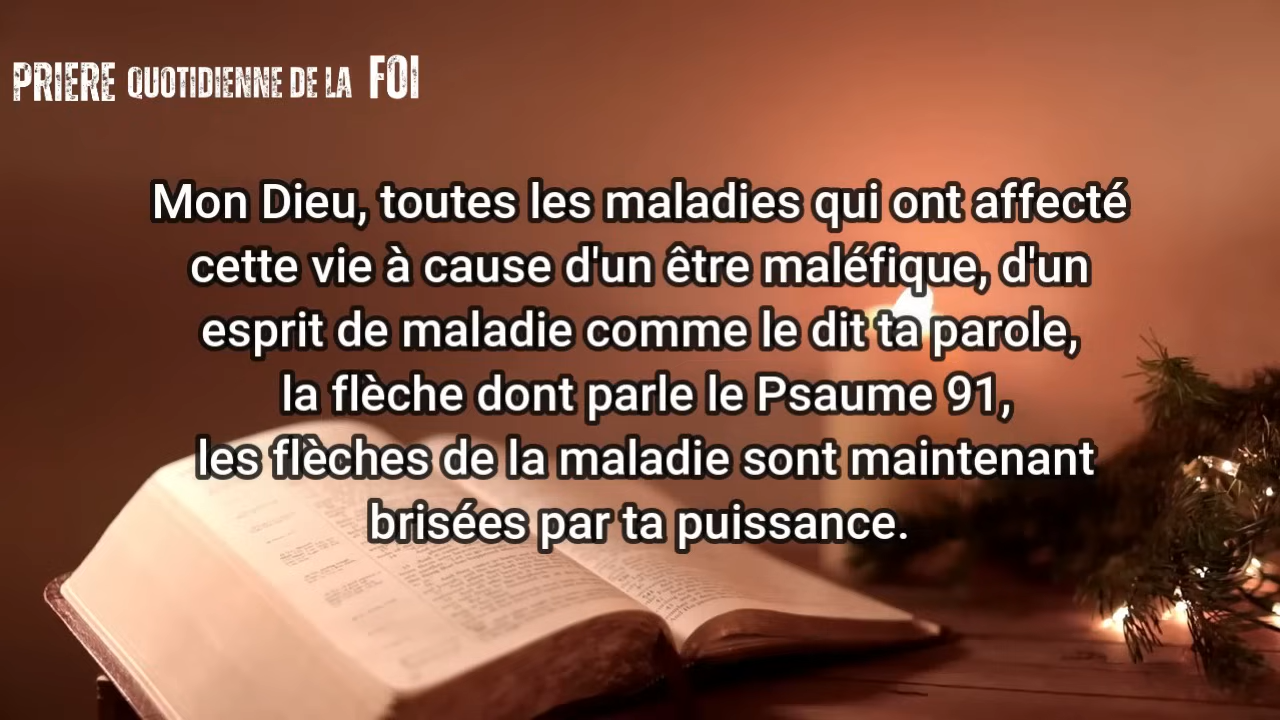 PRIERE QUOTIDIENNE DE LA FOI
Mon Dieu, toutes les maladies qui ont affecté
cette vie à cause d'un être maléfique, d'un
esprit de maladie comme le dit ta parole,
la flèche dont parle le Psaume 91,
les flèches de la maladie sont maintenant
brisées par ta puissance.